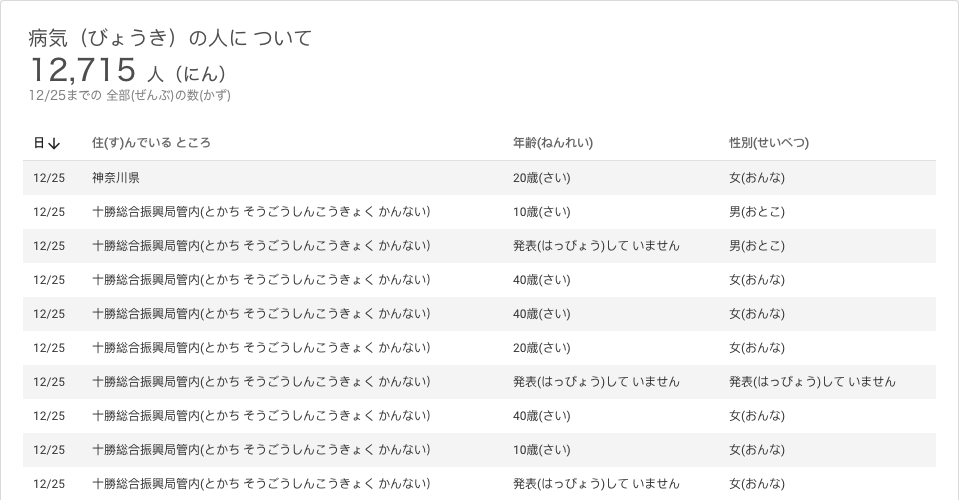 病気（びょうき）の人に ついて
12,715 人（にん）
12/25までの 全部(ぜんぶ)の数(かず)
日↓ 住(す)んでいる ところ 年齢(ねんれい) 性別(せいべつ)
12/25 神奈川県 20歳(さい) 女(おんな)
12/25 十勝総合振興局管内(とかち そうごうしんこうきょく かんない) 10歳(さい) 男(おとこ)
12/25 十勝総合振興局管内(とかち そうごうしんこうきょく かんない) 発表(はっぴょう)して いません 男(おとこ)
12/25 十勝総合振興局管内(とかち そうごうしんこうきょく かんない) 40歳(さい) 女(おんな)
12/25 十勝総合振興局管内(とかち そうごうしんこうきょく かんない) 40歳(さい) 女(おんな)
12/25 十勝総合振興局管内(とかち そうごうしんこうきょく かんない) 20歳(さい) 女(おんな)
12/25 十勝総合振興局管内(とかち そうごうしんこうきょく かんない) 発表(はっぴょう)して いません 発表(はっぴょう)して いません
12/25 十勝総合振興局管内(とかち そうごうしんこうきょく かんない) 40歳(さい) 女(おんな)
12/25 十勝総合振興局管内(とかち そうごうしんこうきょく かんない) 10歳(さい) 女(おんな)
12/25 十勝総合振興局管内(とかち そうごうしんこうきょく かんない) 発表(はっぴょう)して いません 女(おんな)